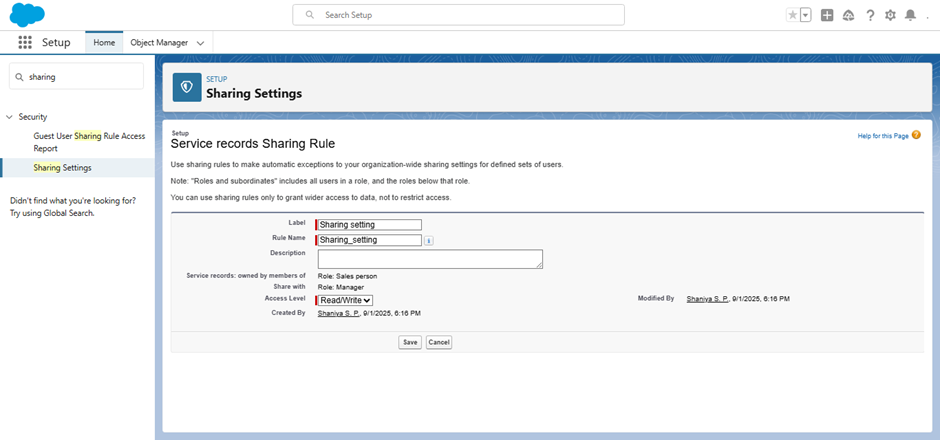 Search Setup
Setup
Home
Object Manager
sharing
Security
Guest User Sharing Rule Access
Report
Sharing Settings
Didn't find what you're looking for?
Try using Global Search.
SETUP
Sharing Settings
Setup
Service records Sharing Rule
Help for this Page
Use sharing rules to make automatic exceptions to your organization-wide sharing settings for defined sets of users.
Note: "Roles and subordinates" includes all users in a role, and the roles below that role.
You can use sharing rules only to grant wider access to data, not to restrict access.
Label Sharing setting
Rule Name Sharing_setting
Description
Service records: owned by members of Role: Sales person
Share with Role: Manager
Access Level Read/Write Modified By Shaniya S. P., 9/1/2025, 6:16 PM
Created By Shaniya S. P., 9/1/2025, 6:16 PM
Save Cancel